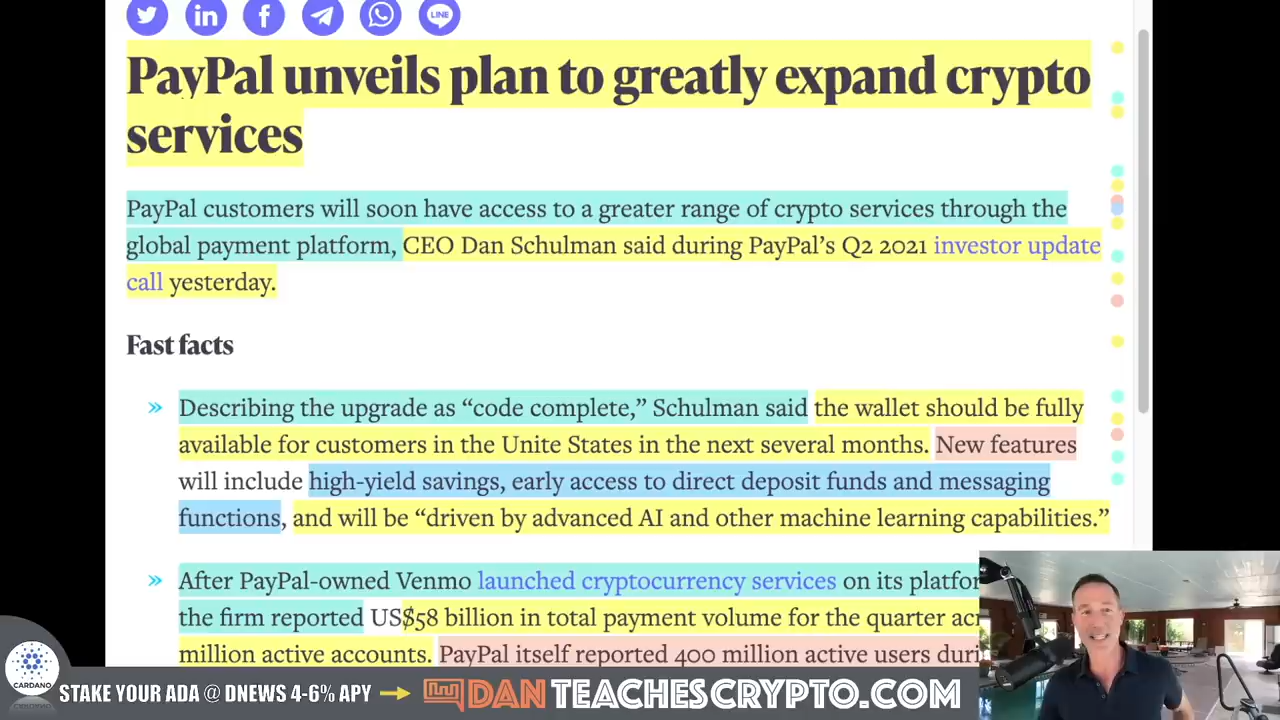 LINE
PayPal unveils plan to greatly expand crypto
services
PayPal customers will soon have access to a greater range of crypto services through the
global payment platform, CEO Dan Schulman said during PayPal’s Q2 2021 investor update
call yesterday.
Fast facts
» Describing the upgrade as “code complete,” Schulman said the wallet should be fully
available for customers in the Unite States in the next several months. New features
will include high-yield savings, early access to direct deposit funds and messaging
functions, and will be “driven by advanced AI and other machine learning capabilities.”
» After PayPal-owned Venmo launched cryptocurrency services on its platfor
the firm reported US$58 billion in total payment volume for the quarter acr
million active accounts. PayPal itself reported 400 million active users duri
CARDANO
STAKE YOUR ADA @ DNEWS 4-6% APY
DANTEACHESCRYPTO.COM